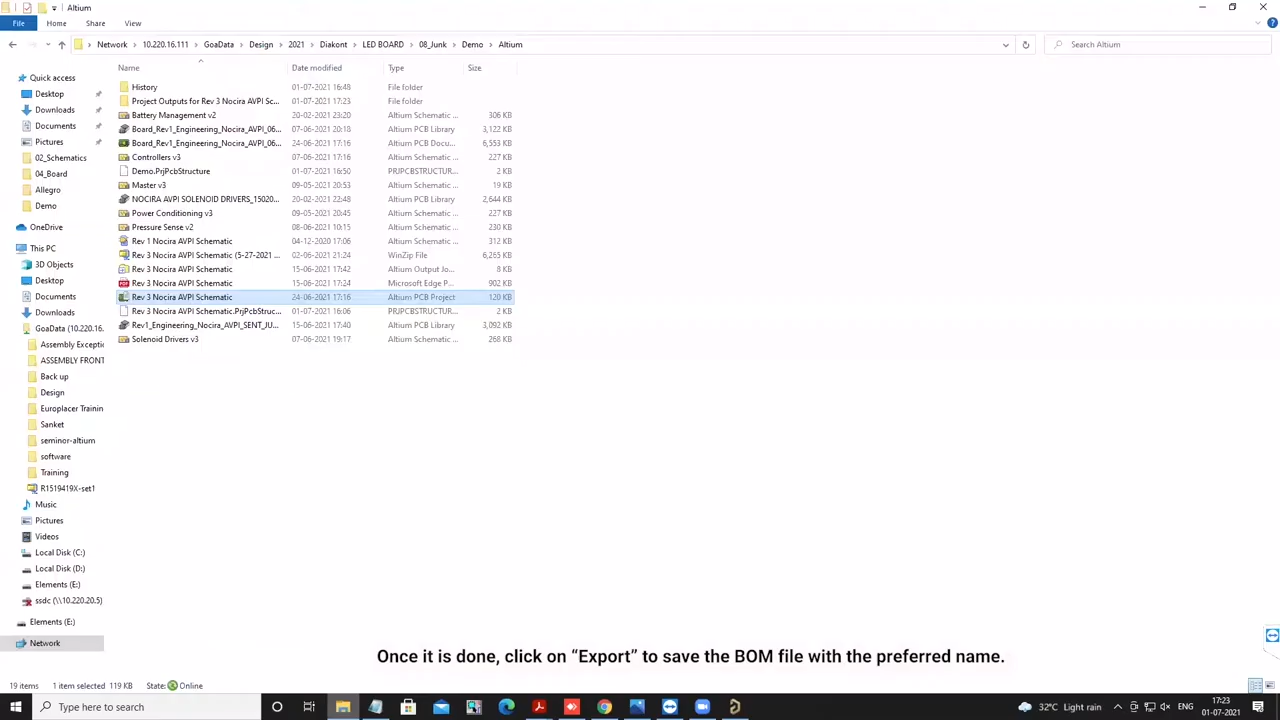 Altium
File Home Share View
Network 10.220.16.111 GoaData Design 2021 Diakont LED BOARD 08_Junk Demo Altium Search Altium
Name Date modified Type Size
Quick access
Desktop
Downloads
Documents
Pictures
02_Schematics
04_Board
Allegro
Demo
OneDrive
This PC
3D Objects
Desktop
Documents
Downloads
GoaData (10.220.16.
Assembly Exceptic
ASSEMBLY FRONT
Back up
Design
Europlacer Trainin
Sanket
seminor-altium
software
Training
R1519419X-set1
Music
Pictures
Videos
Local Disk (C:)
Local Disk (D:)
Elements (E:)
ssdc (\\10.220.20.5)
Elements (E:)
Network
History 01-07-2021 16:48 File folder
Project Outputs for Rev 3 Nocira AVPI Sc... 01-07-2021 17:23 File folder
Battery Management v2 20-02-2021 23:20 Altium Schematic ... 306 KB
Board_Rev1_Engineering_Nocira_AVPI_06... 07-06-2021 20:18 Altium PCB Library 3,122 KB
Board_Rev1_Engineering_Nocira_AVPI_06... 24-06-2021 17:16 Altium PCB Docu... 6,553 KB
Controllers v3 07-06-2021 17:16 Altium Schematic ... 227 KB
Demo.PrjPcbStructure 01-07-2021 16:50 PRJPCBSTRUCTUR... 2 KB
Master v3 09-05-2021 20:53 Altium Schematic ... 19 KB
NOCIRA AVPI SOLENOID DRIVERS_15020... 20-02-2021 22:48 Altium PCB Library 2,644 KB
Power Conditioning v3 09-05-2021 20:45 Altium Schematic ... 227 KB
Pressure Sense v2 08-06-2021 10:15 Altium Schematic ... 230 KB
Rev 1 Nocira AVPI Schematic 04-12-2020 17:06 Altium Schematic ... 312 KB
Rev 3 Nocira AVPI Schematic (5-27-2021 ... 02-06-2021 21:24 WinZip File 6,265 KB
Rev 3 Nocira AVPI Schematic 15-06-2021 17:42 Altium Output Jo... 8 KB
Rev 3 Nocira AVPI Schematic 15-06-2021 17:24 Microsoft Edge P... 902 KB
Rev 3 Nocira AVPI Schematic 24-06-2021 17:16 Altium PCB Project 120 KB
Rev 3 Nocira AVPI Schematic.PrjPcbStruc... 01-07-2021 16:06 PRJPCBSTRUCTUR... 2 KB
Rev1_Engineering_Nocira_AVPI_SENT_JU... 15-06-2021 17:40 Altium PCB Library 3,092 KB
Solenoid Drivers v3 07-06-2021 19:17 Altium Schematic ... 268 KB
Once it is done, click on “Export” to save the BOM file with the preferred name.
19 items 1 item selected 119 KB State: Online
Type here to search 32°C Light rain ENG 17:23
01-07-2021